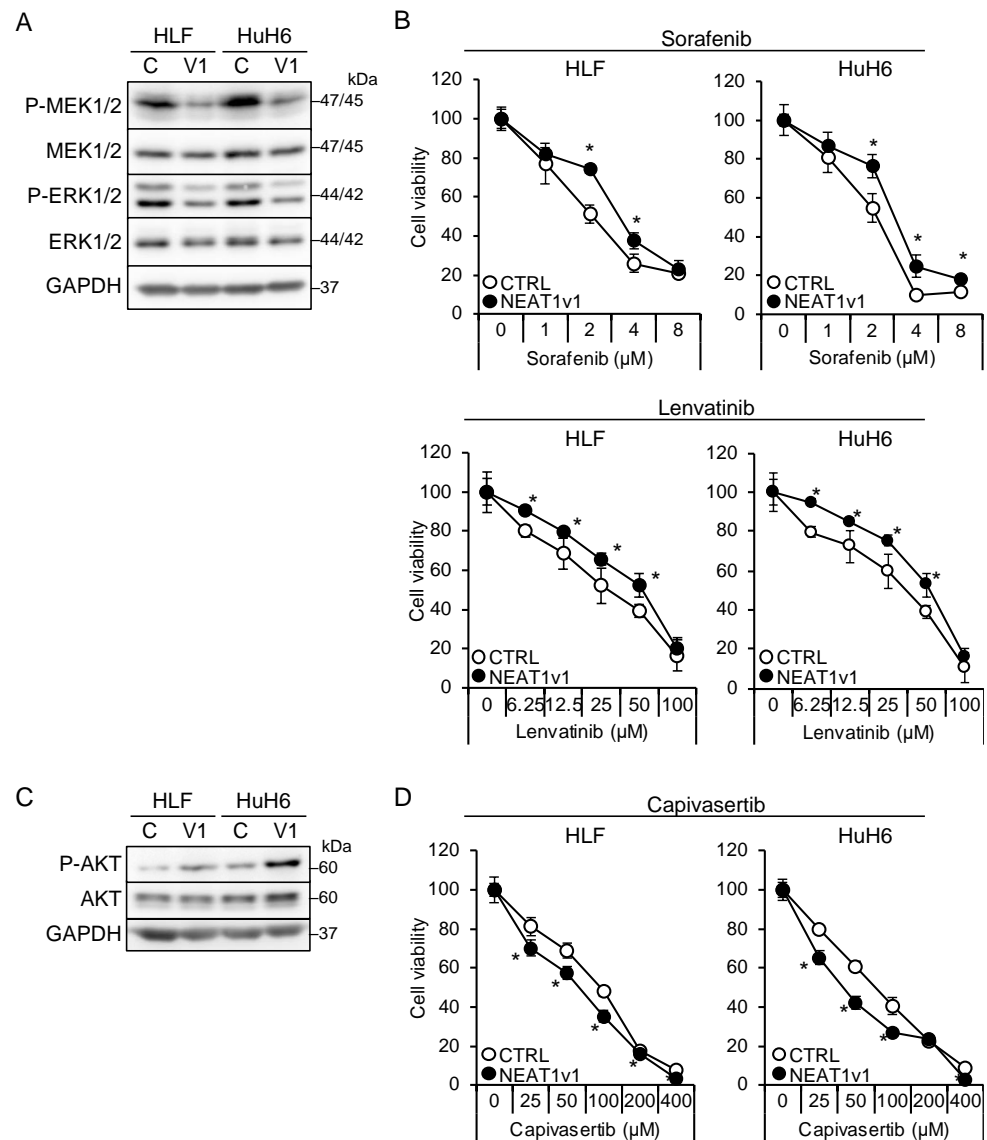 A
HLF HuH6
C V1 C V1
kDa
P-MEK1/2 47/45
MEK1/2 47/45
P-ERK1/2 44/42
ERK1/2 44/42
GAPDH 37
B
Sorafenib
HLF
120
100
80
60
40
20
0
Cell viability
* *
CTRL
NEAT1v1
0 1 2 4 8
Sorafenib (µM)
HuH6
120
100
80
60
40
20
0
* * *
CTRL
NEAT1v1
0 1 2 4 8
Sorafenib (µM)
Lenvatinib
HLF
120
100
80
60
40
20
0
Cell viability
* * * *
CTRL
NEAT1v1
0 6.25 12.5 25 50 100
Lenvatinib (µM)
HuH6
120
100
80
60
40
20
0
* * * *
CTRL
NEAT1v1
0 6.25 12.5 25 50 100
Lenvatinib (µM)
C
HLF HuH6
C V1 C V1
kDa
P-AKT 60
AKT 60
GAPDH 37
D
Capivasertib
HLF
120
100
80
60
40
20
0
Cell viability
* * * * *
CTRL
NEAT1v1
0 25 50 100 200 400
Capivasertib (µM)
HuH6
120
100
80
60
40
20
0
* * * *
CTRL
NEAT1v1
0 25 50 100 200 400
Capivasertib (µM)